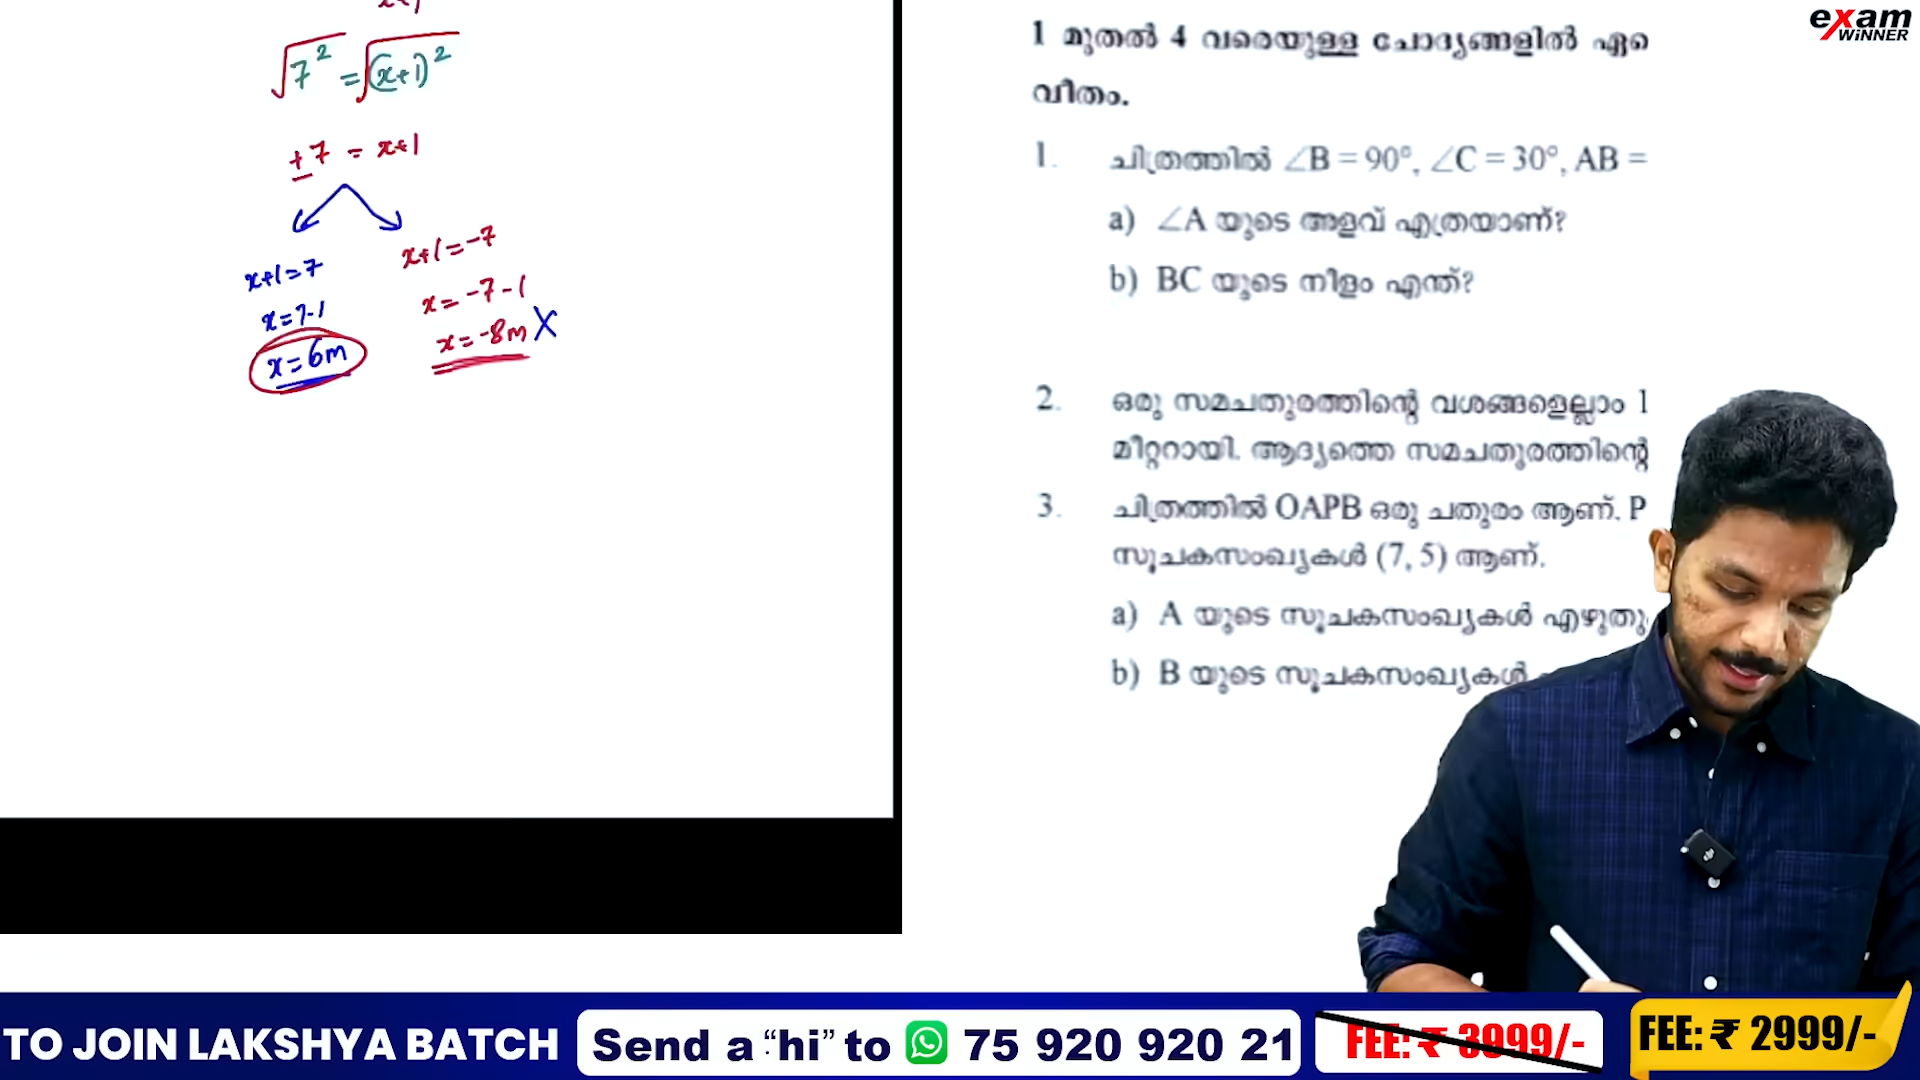 √7² = √(x+1)²
±7 = x+1
x+1=7
x=7-1
x=6m
x+1=-7
x=-7-1
x=-8m X
exam
WiNNER
1 മുതൽ 4 വരെയുള്ള ചോദ്യങ്ങളിൽ ഏ
വീതം.
1. ചിത്രത്തിൽ ∠B = 90°, ∠C = 30°, AB =
a) ∠A യുടെ അളവ് എത്രയാണ്?
b) BC യുടെ നീളം എന്ത്?
2. ഒരു സമചതുരത്തിന്റെ വശങ്ങളെല്ലാം 1
മീറ്ററായി. ആദ്യത്തെ സമചതുരത്തിന്റെ
3. ചിത്രത്തിൽ OAPB ഒരു ചതുരം ആണ്. P
സൂചകസംഖ്യകൾ (7, 5) ആണ്.
a) A യുടെ സൂചകസംഖ്യകൾ എഴുതു
b) B യുടെ സൂചകസംഖ്യകൾ
TO JOIN LAKSHYA BATCH
Send a “hi” to 75 920 920 21
FEE: ₹ 3999/-
FEE: ₹ 2999/-